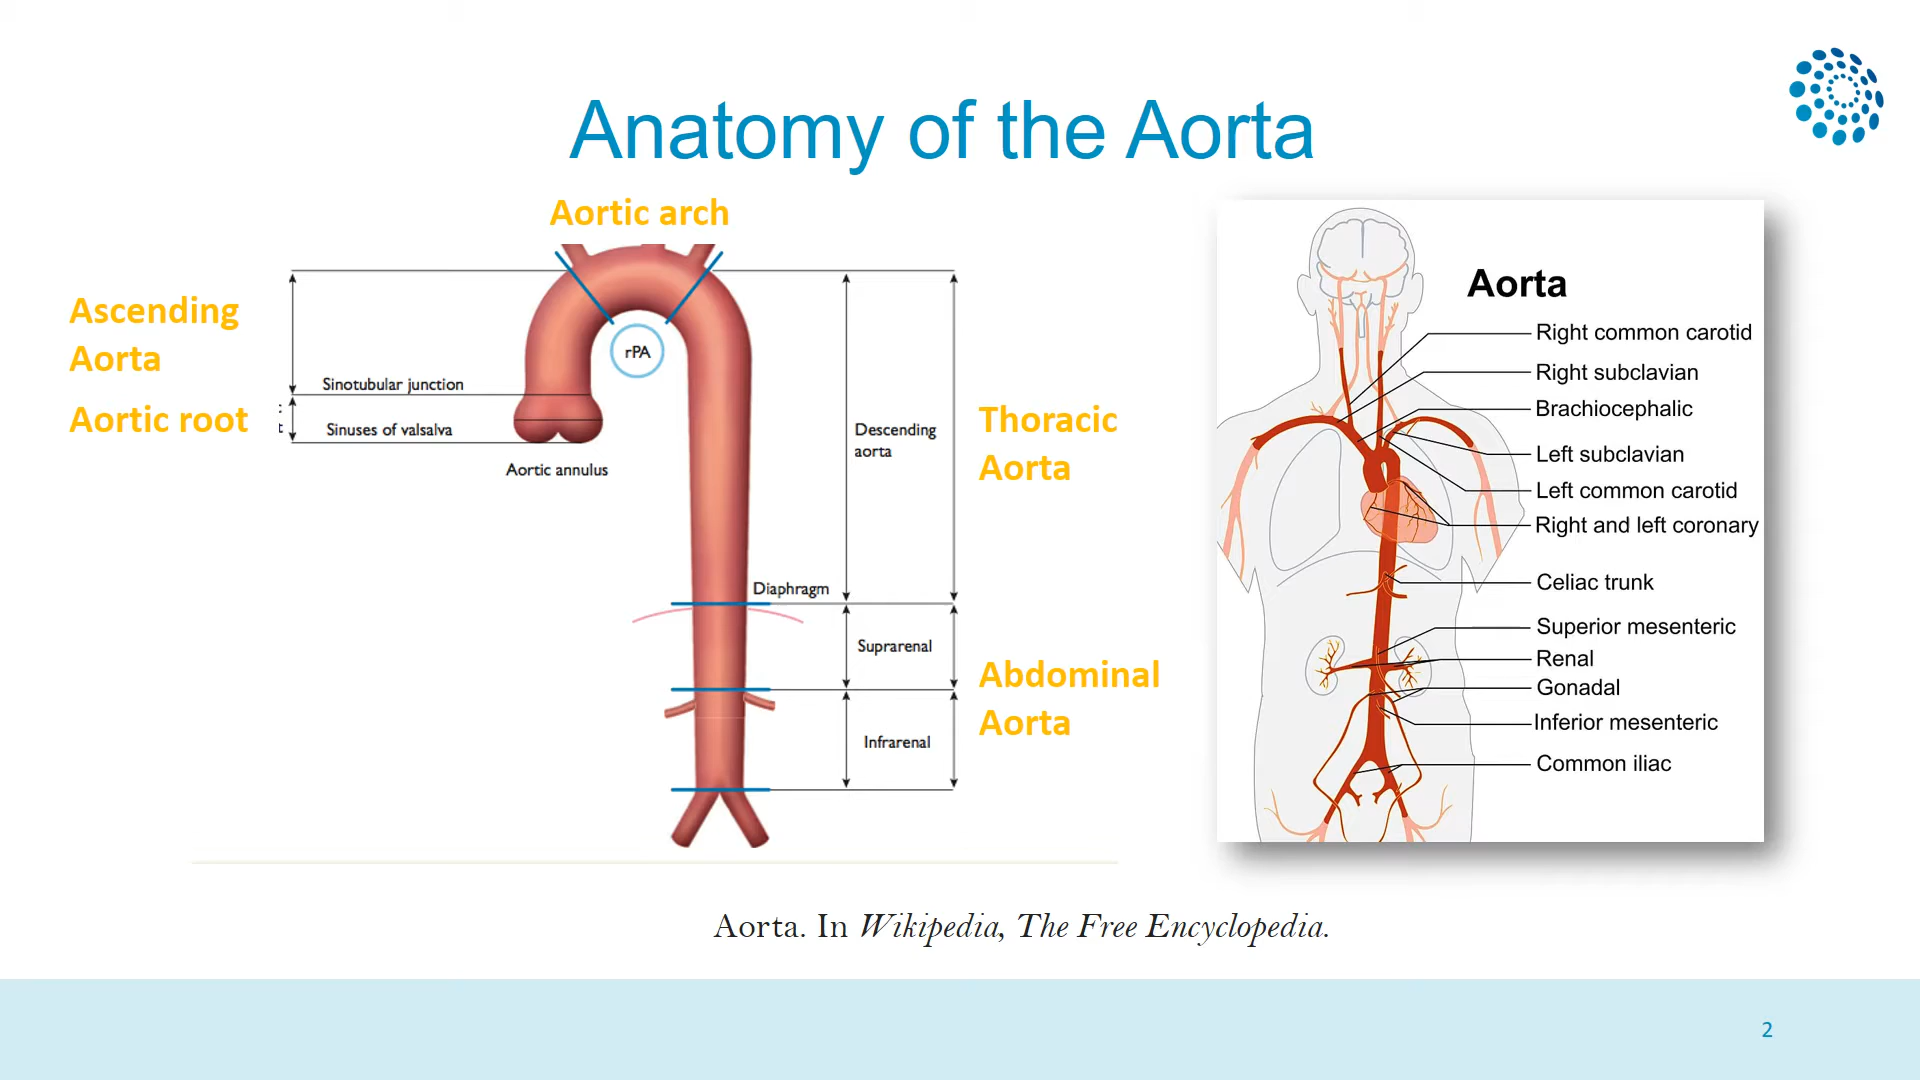 Anatomy of the Aorta
Aortic arch
Ascending
Aorta
Aortic root
Sinotubular junction
Sinuses of valsalva
Aortic annulus
rPA
Descending
aorta
Diaphragm
Suprarenal
Infrarenal
Thoracic
Aorta
Abdominal
Aorta
Aorta
Right common carotid
Right subclavian
Brachiocephalic
Left subclavian
Left common carotid
Right and left coronary
Celiac trunk
Superior mesenteric
Renal
Gonadal
Inferior mesenteric
Common iliac
Aorta. In Wikipedia, The Free Encyclopedia.
2